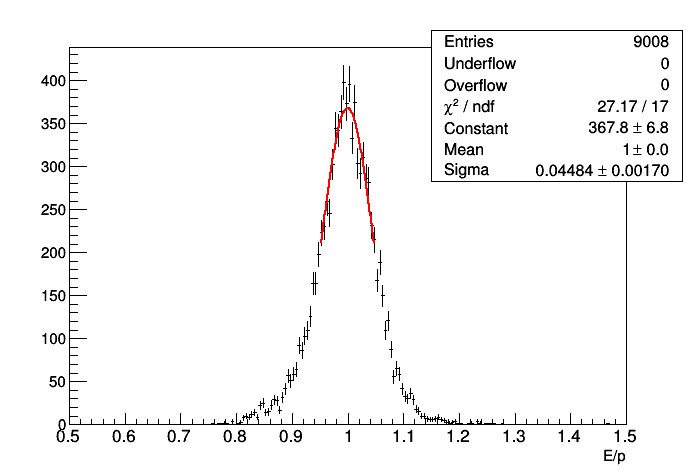 Entries 9008
Underflow 0
Overflow 0
χ² / ndf 27.17 / 17
Constant 367.8 ± 6.8
Mean 1 ± 0.0
Sigma 0.04484 ± 0.00170
400
350
300
250
200
150
100
50
0
0.5 0.6 0.7 0.8 0.9 1 1.1 1.2 1.3 1.4 1.5
E/p